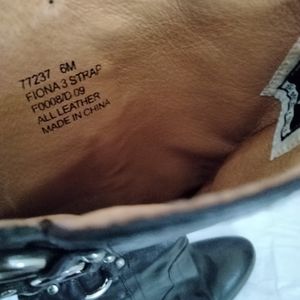 77237 6M
FIONA 3 STRAP
F0008/D 09
ALL LEATHER
MADE IN CHINA